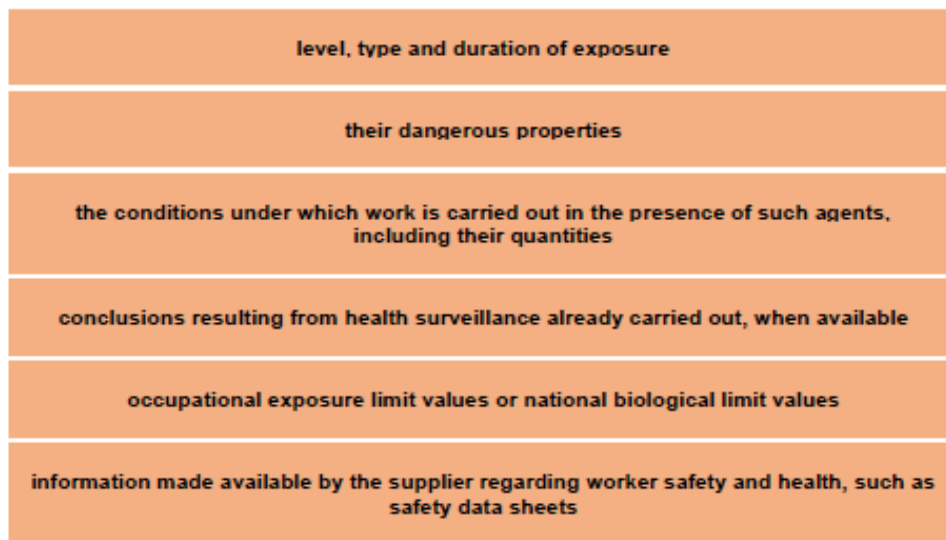 level, type and duration of exposure
their dangerous properties
the conditions under which work is carried out in the presence of such agents,
including their quantities
conclusions resulting from health surveillance already carried out, when available
occupational exposure limit values or national biological limit values
information made available by the supplier regarding worker safety and health, such as
safety data sheets